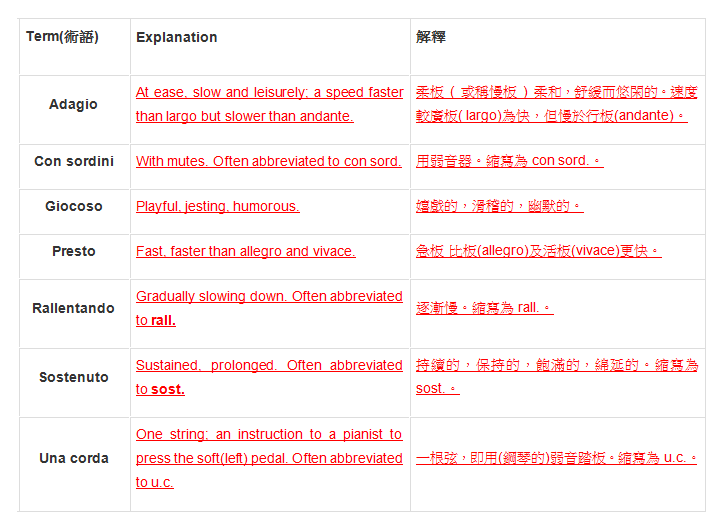 Term(術語)
Explanation
解釋
Adagio
At ease, slow and leisurely; a speed faster
than largo but slower than andante.
柔板 ( 或稱慢板 ) 柔和，舒緩而悠閑的。速度
較廣板( largo)為快，但慢於行板(andante)。
Con sordini
With mutes. Often abbreviated to con sord.
用弱音器。縮寫為 con sord.。
Giocoso
Playful, jesting, humorous.
嬉戲的，滑稽的，幽默的。
Presto
Fast, faster than allegro and vivace.
急板 比板(allegro)及活板(vivace)更快。
Rallentando
Gradually slowing down. Often abbreviated
to rall.
逐漸慢。縮寫為 rall.。
Sostenuto
Sustained, prolonged. Often abbreviated
to sost.
持續的，保持的，飽滿的，綿延的。縮寫為
sost.。
Una corda
One string; an instruction to a pianist to
press the soft(left) pedal. Often abbreviated
to u.c.
一根弦，即用(鋼琴的)弱音踏板。縮寫為 u.c.。